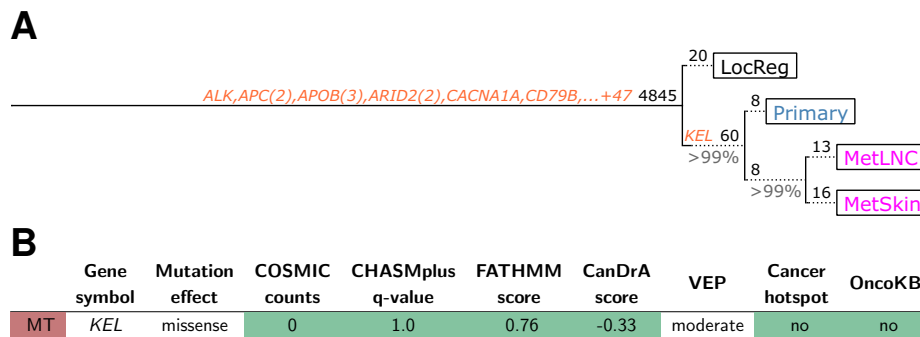 A
20
LocReg
ALK,APC(2),APOB(3),ARID2(2),CACNA1A,CD79B,...+47 4845
8
Primary
KEL 60
>99%
13
MetLNC
8
>99%
16
MetSkin
B
Gene symbol Mutation effect COSMIC counts CHASMplus q-value FATHMM score CanDrA score VEP Cancer hotspot OncoKB
MT KEL missense 0 1.0 0.76 -0.33 moderate no no